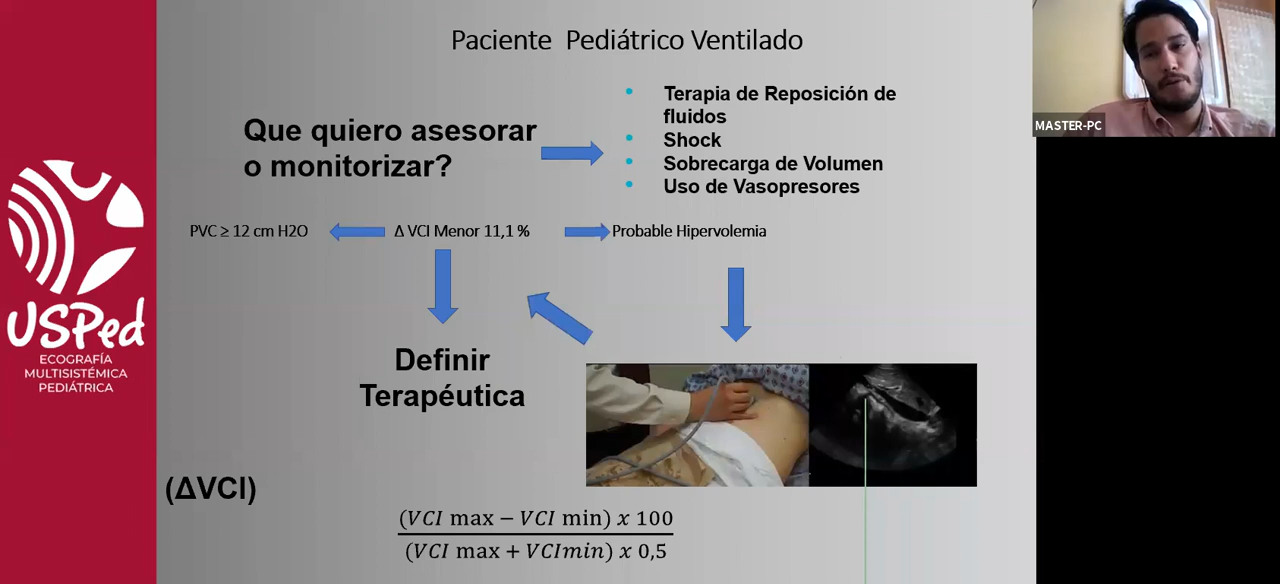 Paciente Pediátrico Ventilado
Que quiero asesorar
o monitorizar?
• Terapia de Reposición de
fluidos
• Shock
• Sobrecarga de Volumen
• Uso de Vasopresores
PVC ≥ 12 cm H2O
Δ VCI Menor 11,1 %
Probable Hipervolemia
Definir
Terapéutica
(ΔVCI)
(VCI max − VCI min) x 100
(VCI max + VCImin) x 0,5
USPed
ECOGRAFÍA
MULTISISTÉMICA
PEDIÁTRICA
MASTER-PC